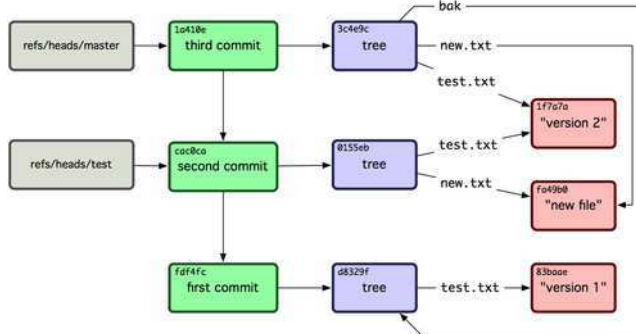 bak
1a410e
3c4e9c
refs/heads/master
third commit
tree
new.txt
test.txt
1f7a7a
"version 2"
cac0ca
0155eb
test.txt
refs/heads/test
second commit
tree
new.txt
fa49b0
"new file"
fdf4fc
d8329f
83baae
first commit
tree
test.txt
"version 1"